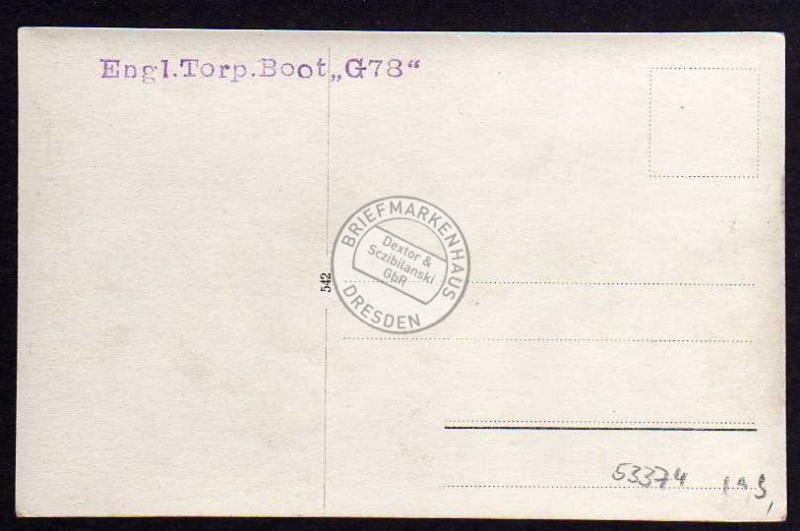 Engl.Torp.Boot„G78“
BRIEFMARKENHAUS
Dextor &
Sczibilanski
GbR
DRESDEN
542
53374